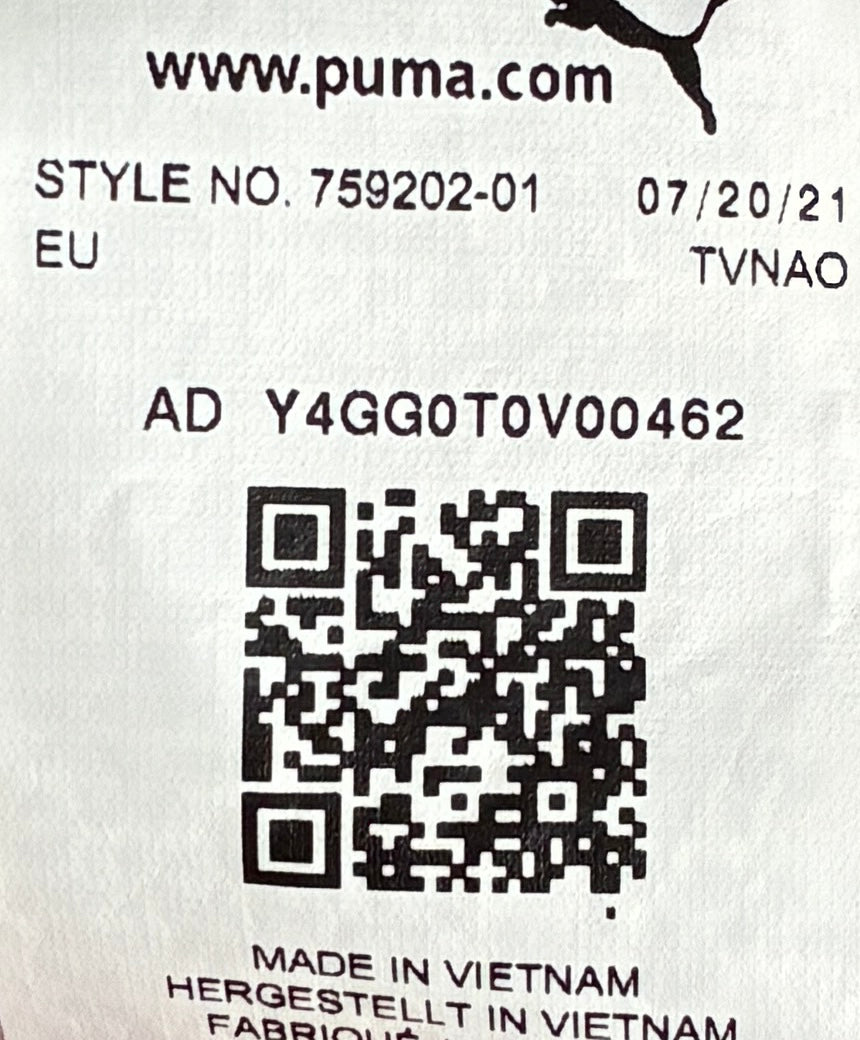 www.puma.com
STYLE NO. 759202-01 07/20/21
EU TVNAO
AD Y4GG0T0V00462
MADE IN VIETNAM
HERGESTELLT IN VIETNAM